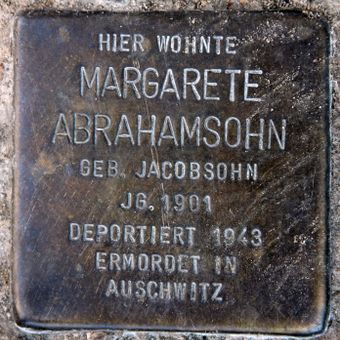 HIER WOHNTE
MARGARETE
ABRAHAMSOHN
GEB. JACOBSOHN
JG. 1901
DEPORTIERT 1943
ERMORDET IN
AUSCHWITZ